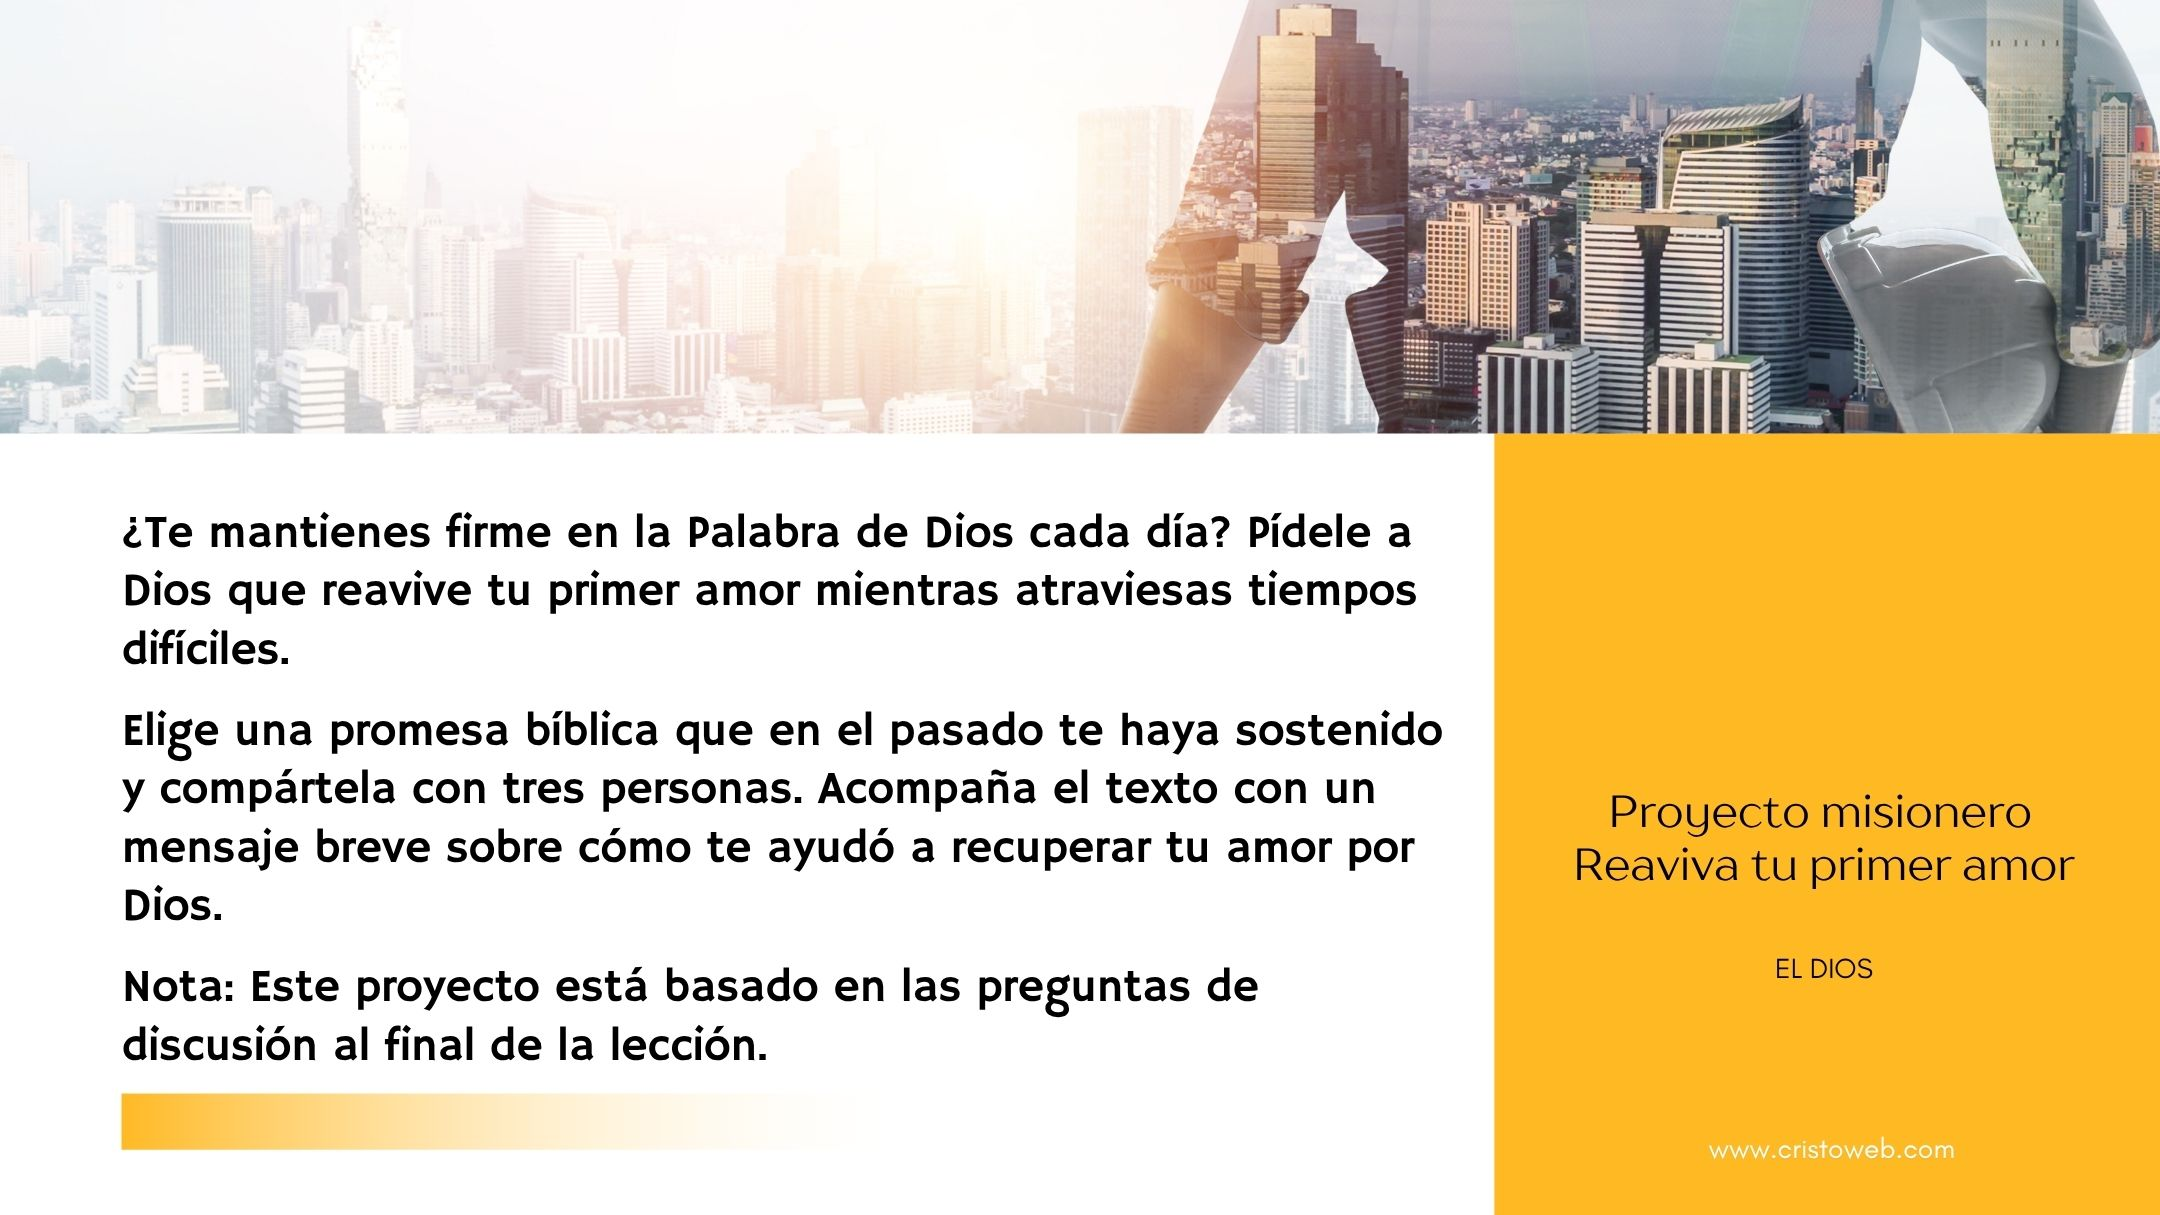 ¿Te mantienes firme en la Palabra de Dios cada día? Pídele a
Dios que reavive tu primer amor mientras atraviesas tiempos
difíciles.
Elige una promesa bíblica que en el pasado te haya sostenido
y compártela con tres personas. Acompaña el texto con un
mensaje breve sobre cómo te ayudó a recuperar tu amor por
Dios.
Nota: Este proyecto está basado en las preguntas de
discusión al final de la lección.
Proyecto misionero
Reaviva tu primer amor
EL DIOS
www.cristoweb.com